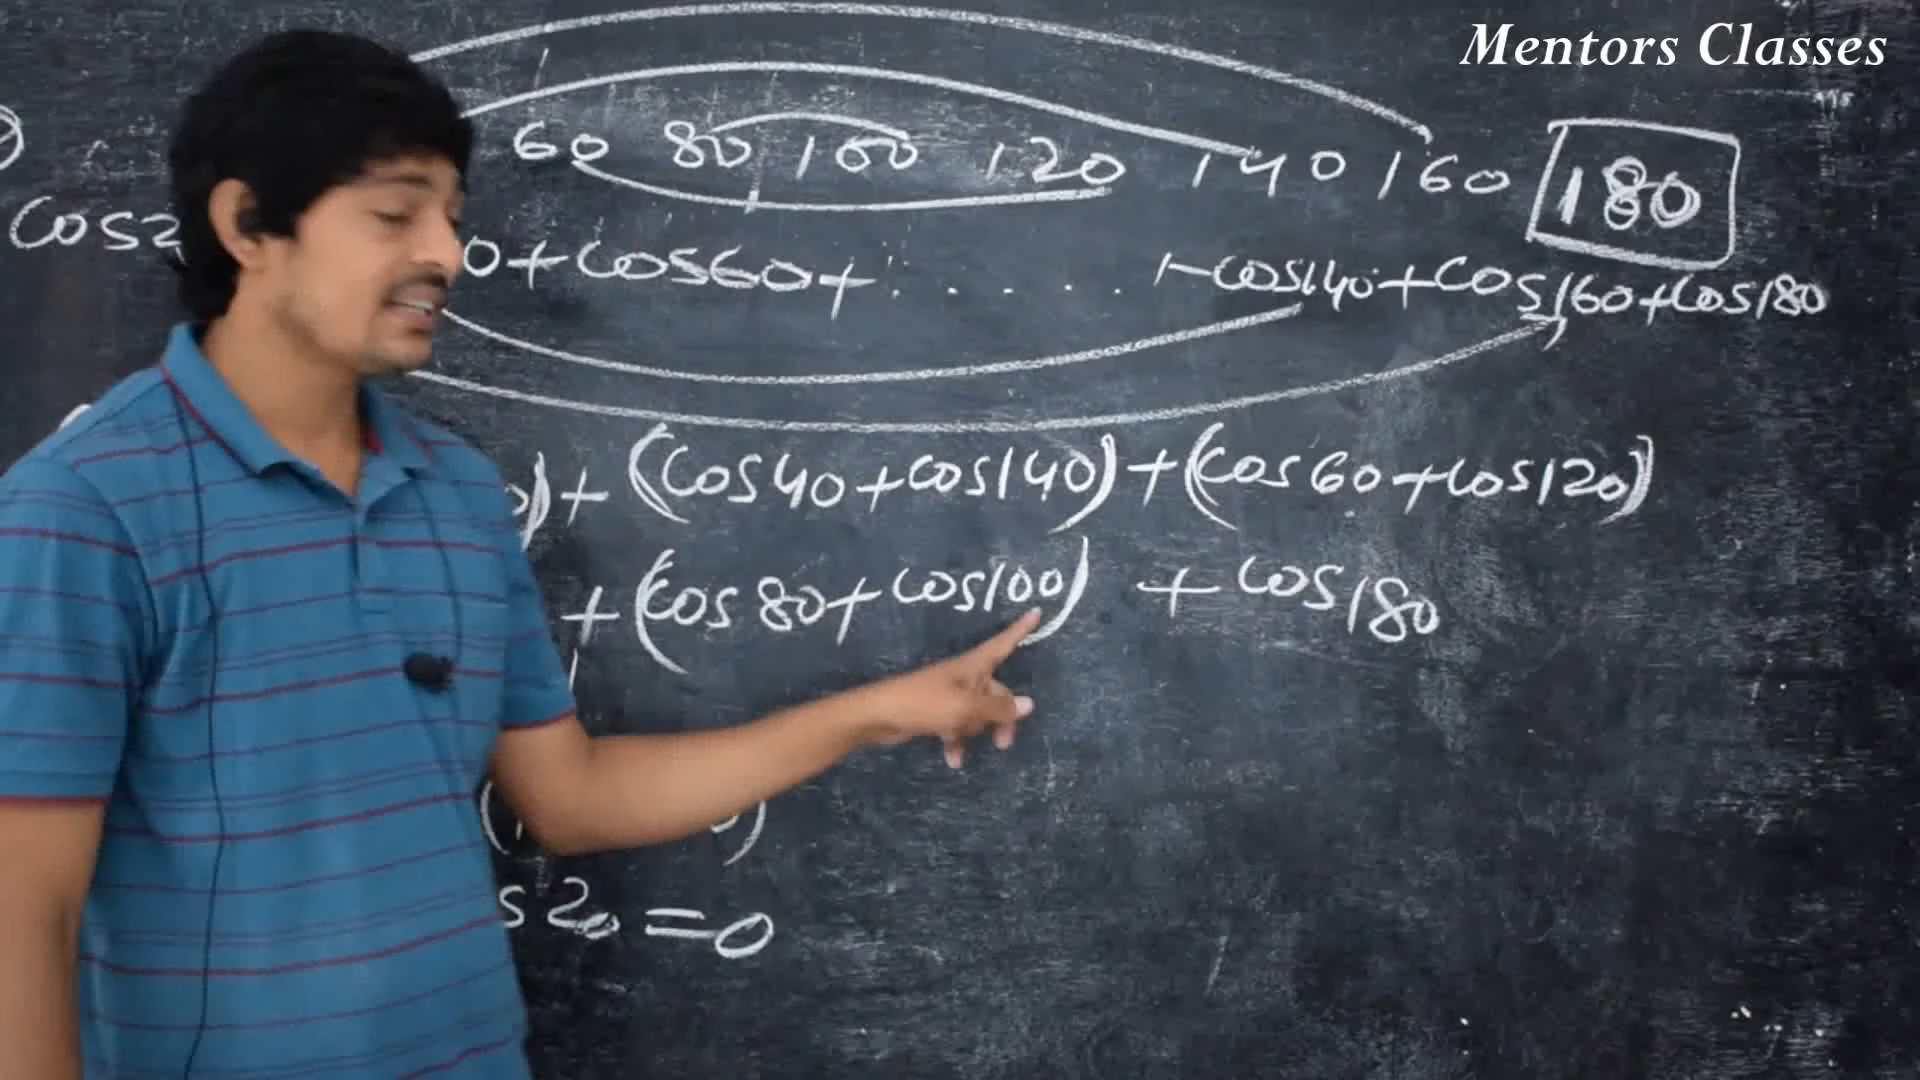 Mentors Classes
60 80 100 120 140 160 180
cos2 0+cos60+ . . . . . +cos140+cos160+cos180
0)+(cos40+cos140)+(cos60+cos120)
+(cos80+cos100) +cos180
s20=0